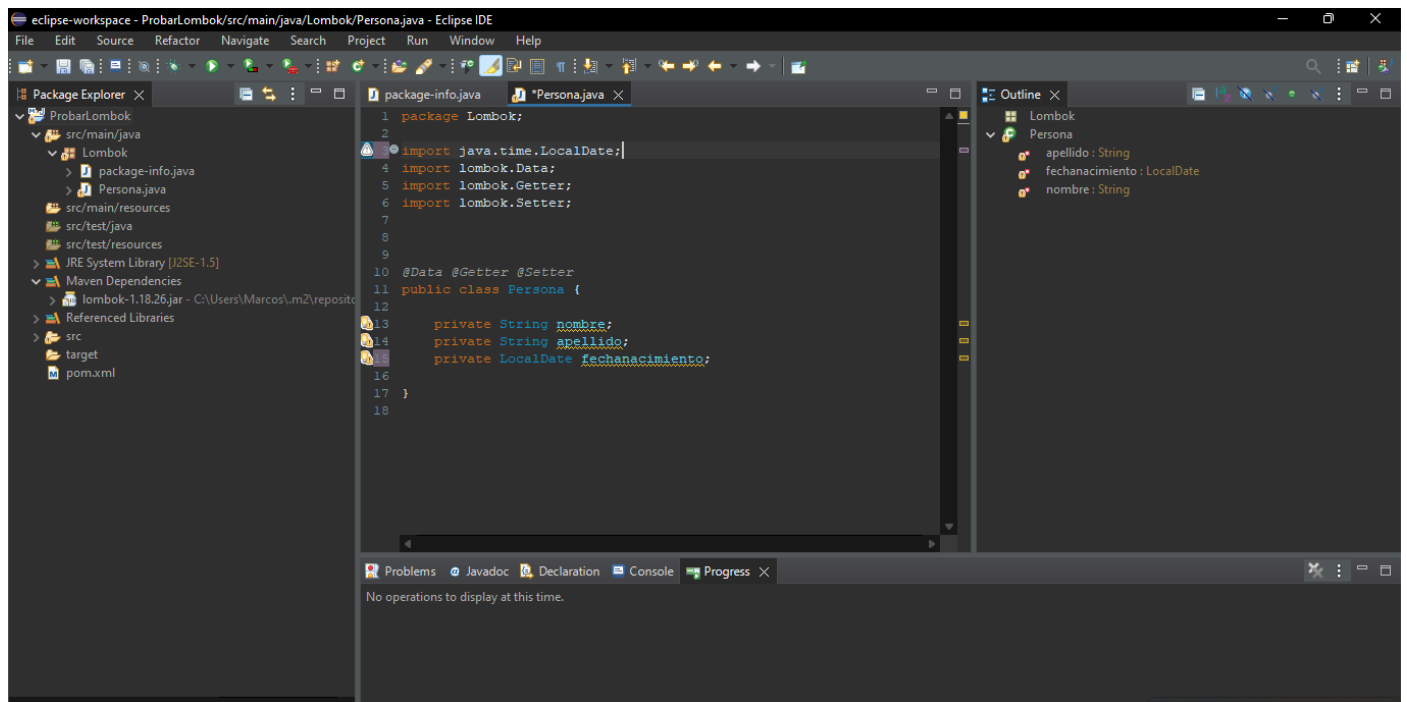 eclipse-workspace - ProbarLombok/src/main/java/Lombok/Persona.java - Eclipse IDE
File Edit Source Refactor Navigate Search Project Run Window Help
Package Explorer
ProbarLombok
src/main/java
Lombok
package-info.java
Persona.java
src/main/resources
src/test/java
src/test/resources
JRE System Library [J2SE-1.5]
Maven Dependencies
lombok-1.18.26.jar - C:\Users\Marcos\.m2\reposito
Referenced Libraries
src
target
pom.xml
package-info.java *Persona.java
1 package Lombok;
2
3 import java.time.LocalDate;
4 import lombok.Data;
5 import lombok.Getter;
6 import lombok.Setter;
7
8
9
10 @Data @Getter @Setter
11 public class Persona {
12
13 private String nombre;
14 private String apellido;
15 private LocalDate fechanacimiento;
16
17 }
18
Outline
Lombok
Persona
apellido : String
fechanacimiento : LocalDate
nombre : String
Problems Javadoc Declaration Console Progress
No operations to display at this time.